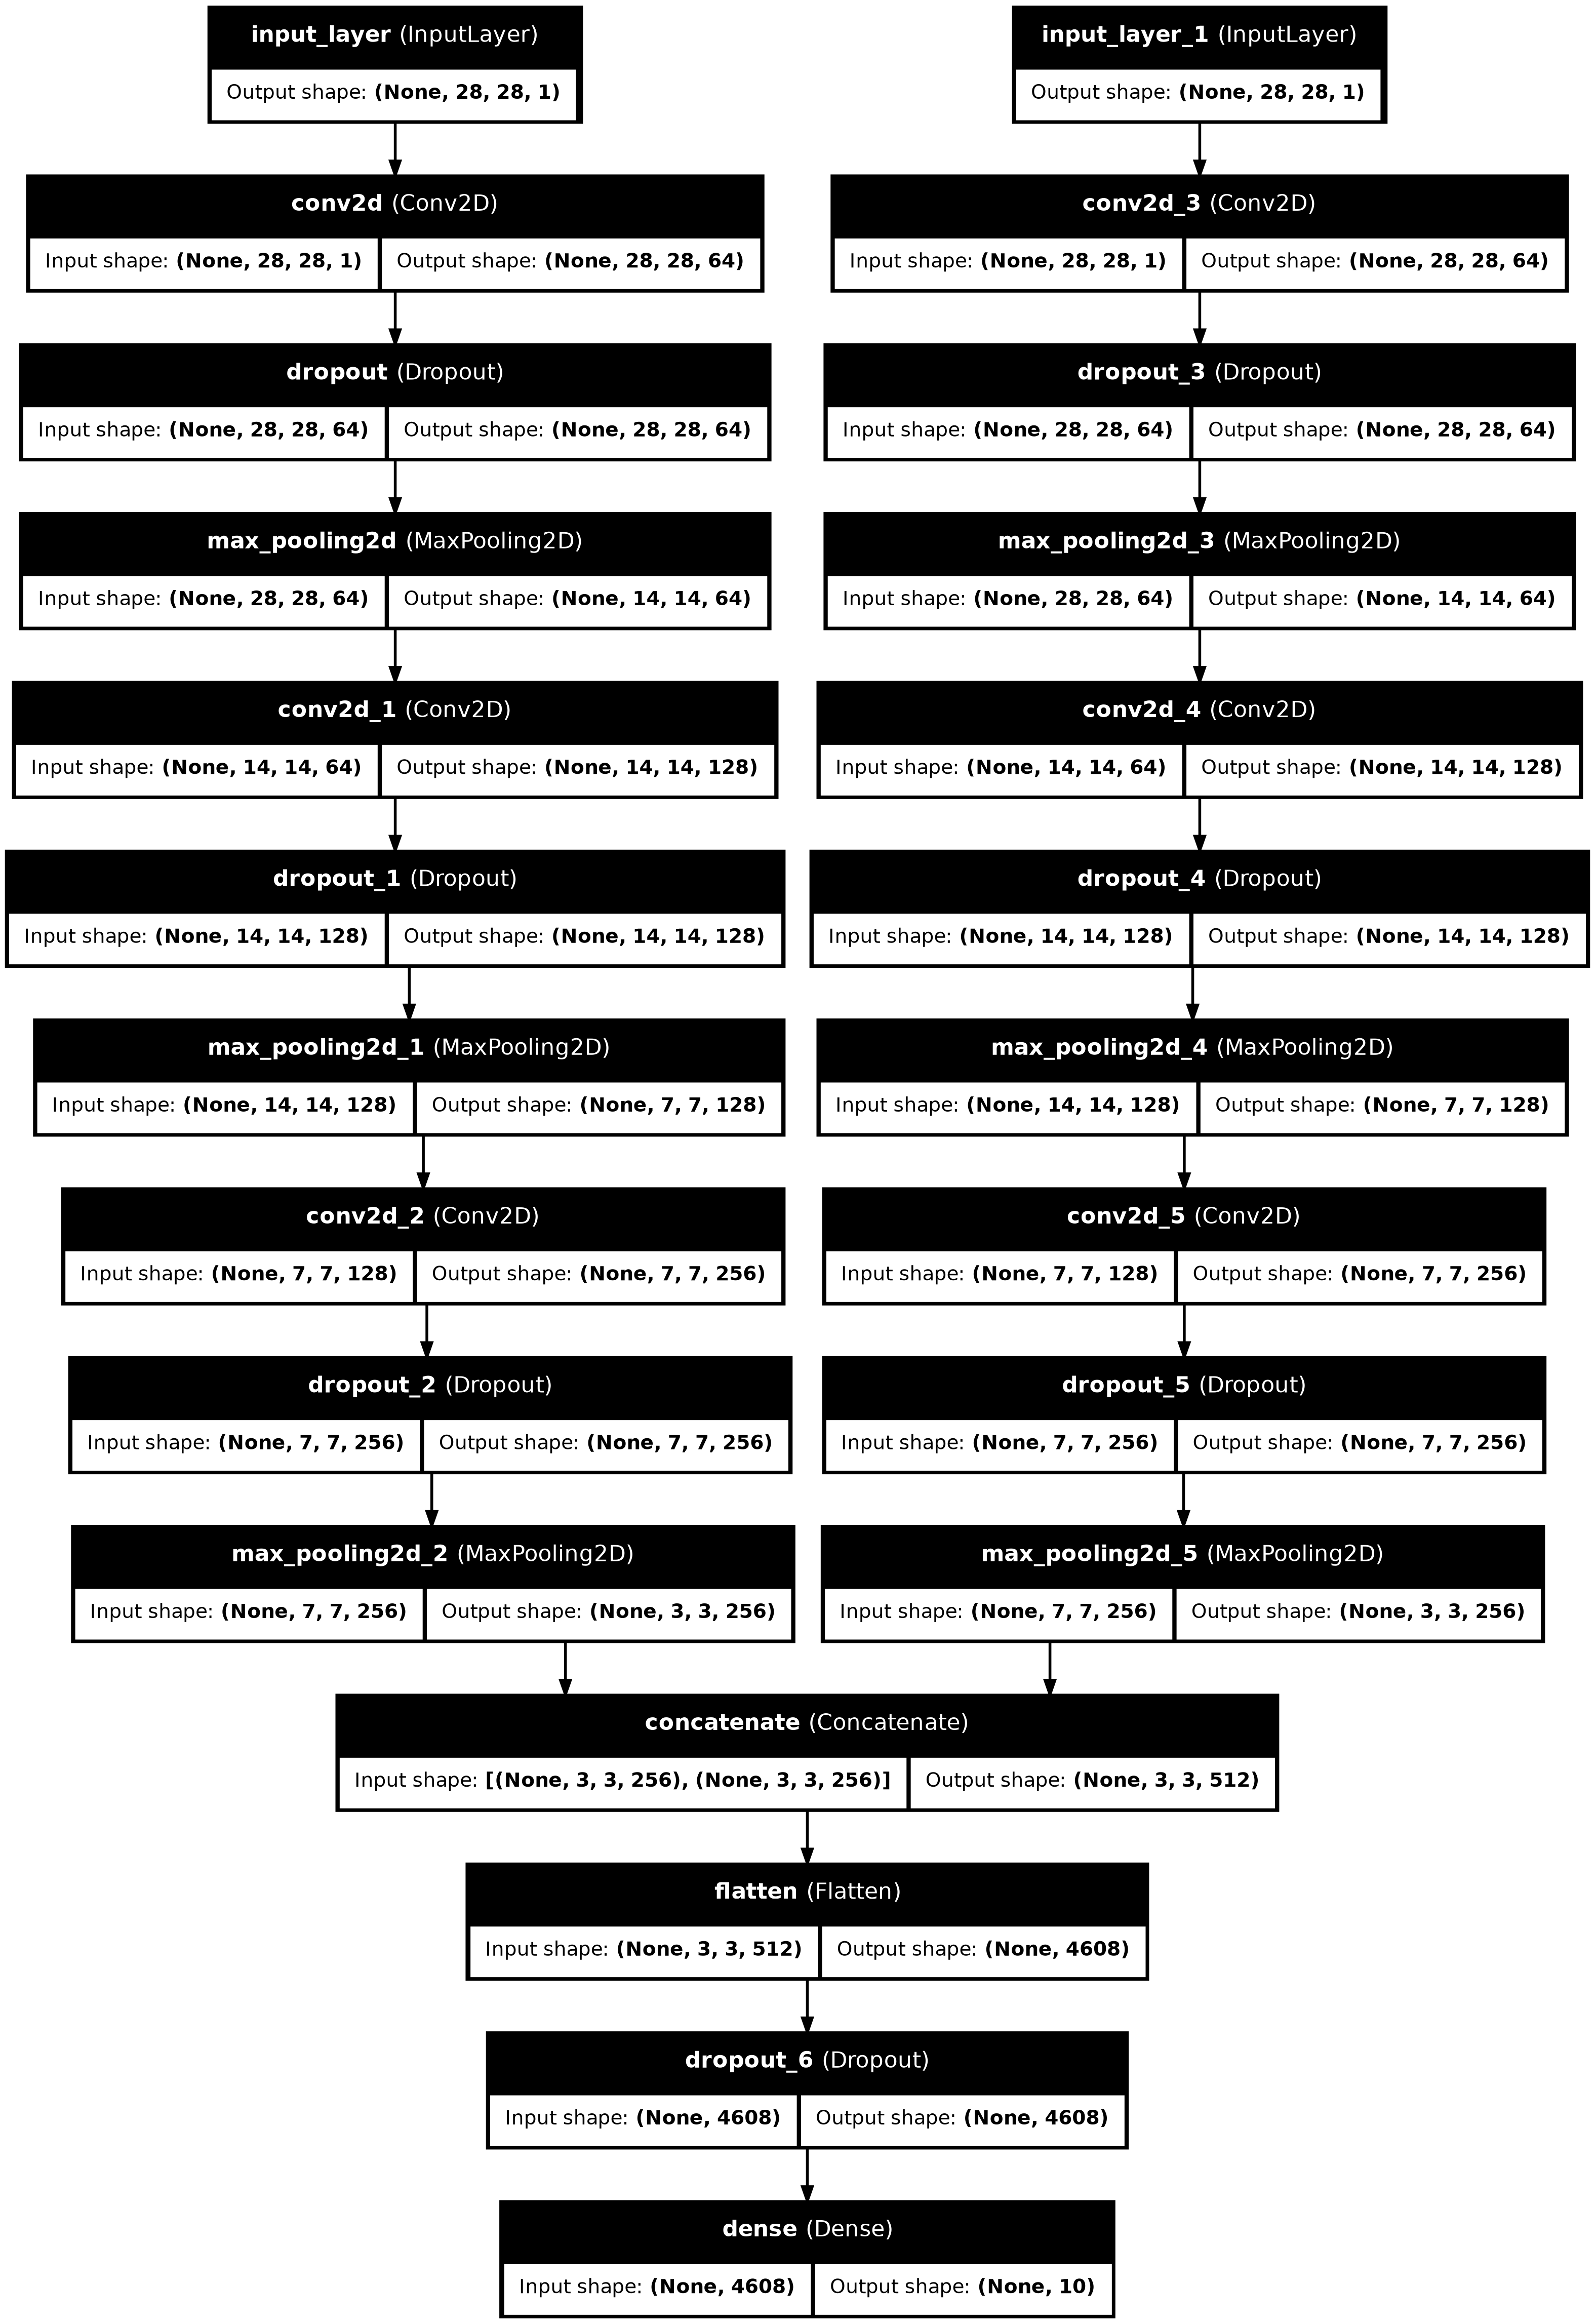 input_layer (InputLayer)
Output shape: (None, 28, 28, 1)
input_layer_1 (InputLayer)
Output shape: (None, 28, 28, 1)
conv2d (Conv2D)
Input shape: (None, 28, 28, 1) Output shape: (None, 28, 28, 64)
conv2d_3 (Conv2D)
Input shape: (None, 28, 28, 1) Output shape: (None, 28, 28, 64)
dropout (Dropout)
Input shape: (None, 28, 28, 64) Output shape: (None, 28, 28, 64)
dropout_3 (Dropout)
Input shape: (None, 28, 28, 64) Output shape: (None, 28, 28, 64)
max_pooling2d (MaxPooling2D)
Input shape: (None, 28, 28, 64) Output shape: (None, 14, 14, 64)
max_pooling2d_3 (MaxPooling2D)
Input shape: (None, 28, 28, 64) Output shape: (None, 14, 14, 64)
conv2d_1 (Conv2D)
Input shape: (None, 14, 14, 64) Output shape: (None, 14, 14, 128)
conv2d_4 (Conv2D)
Input shape: (None, 14, 14, 64) Output shape: (None, 14, 14, 128)
dropout_1 (Dropout)
Input shape: (None, 14, 14, 128) Output shape: (None, 14, 14, 128)
dropout_4 (Dropout)
Input shape: (None, 14, 14, 128) Output shape: (None, 14, 14, 128)
max_pooling2d_1 (MaxPooling2D)
Input shape: (None, 14, 14, 128) Output shape: (None, 7, 7, 128)
max_pooling2d_4 (MaxPooling2D)
Input shape: (None, 14, 14, 128) Output shape: (None, 7, 7, 128)
conv2d_2 (Conv2D)
Input shape: (None, 7, 7, 128) Output shape: (None, 7, 7, 256)
conv2d_5 (Conv2D)
Input shape: (None, 7, 7, 128) Output shape: (None, 7, 7, 256)
dropout_2 (Dropout)
Input shape: (None, 7, 7, 256) Output shape: (None, 7, 7, 256)
dropout_5 (Dropout)
Input shape: (None, 7, 7, 256) Output shape: (None, 7, 7, 256)
max_pooling2d_2 (MaxPooling2D)
Input shape: (None, 7, 7, 256) Output shape: (None, 3, 3, 256)
max_pooling2d_5 (MaxPooling2D)
Input shape: (None, 7, 7, 256) Output shape: (None, 3, 3, 256)
concatenate (Concatenate)
Input shape: [(None, 3, 3, 256), (None, 3, 3, 256)] Output shape: (None, 3, 3, 512)
flatten (Flatten)
Input shape: (None, 3, 3, 512) Output shape: (None, 4608)
dropout_6 (Dropout)
Input shape: (None, 4608) Output shape: (None, 4608)
dense (Dense)
Input shape: (None, 4608) Output shape: (None, 10)